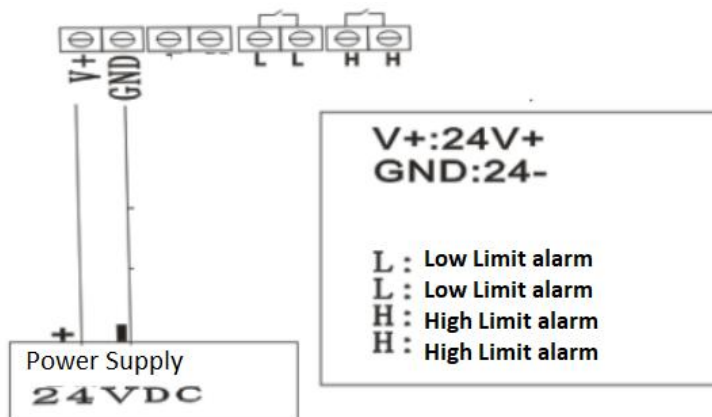 L L H H
V+ GND
V+:24V+
GND:24-
L : Low Limit alarm
L : Low Limit alarm
H : High Limit alarm
H : High Limit alarm
+ -
Power Supply
24VDC